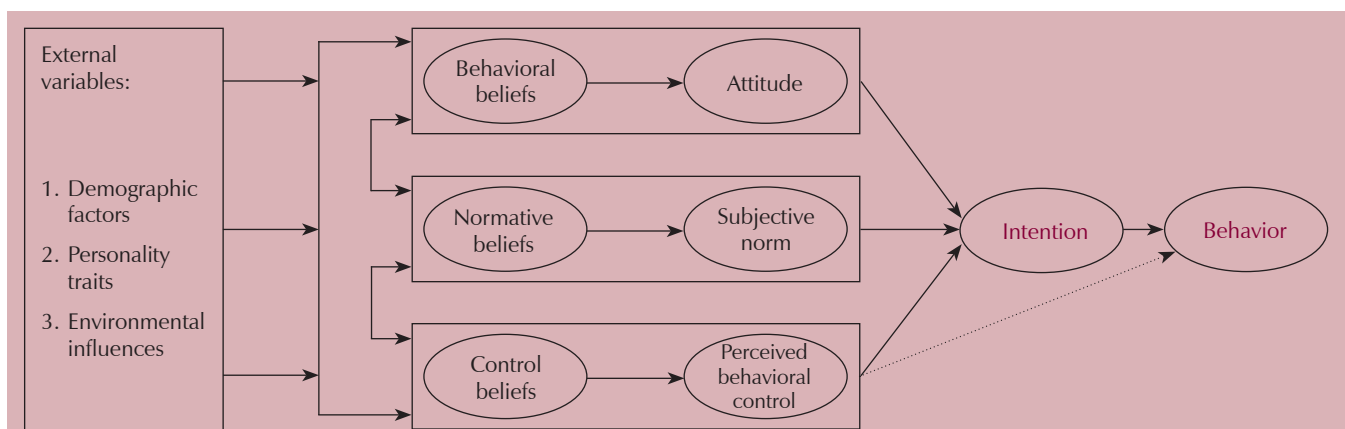 External
variables:
1. Demographic
factors
2. Personality
traits
3. Environmental
influences
Behavioral
beliefs
Attitude
Normative
beliefs
Subjective
norm
Control
beliefs
Perceived
behavioral
control
Intention
Behavior